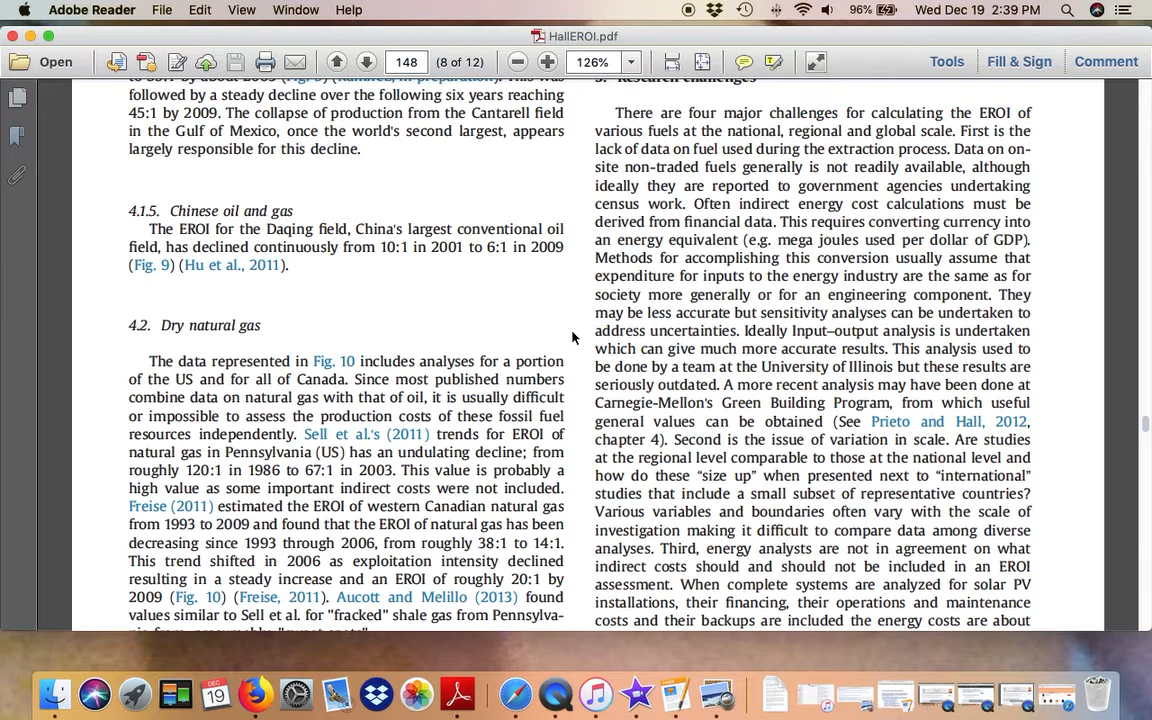 Adobe Reader File Edit View Window Help 96% Wed Dec 19 2:39 PM
HallEROI.pdf
Open 148 (8 of 12) 126% Tools Fill & Sign Comment
followed by a steady decline over the following six years reaching
45:1 by 2009. The collapse of production from the Cantarell field
in the Gulf of Mexico, once the world's second largest, appears
largely responsible for this decline.
4.1.5. Chinese oil and gas
The EROI for the Daqing field, China's largest conventional oil
field, has declined continuously from 10:1 in 2001 to 6:1 in 2009
(Fig. 9) (Hu et al., 2011).
4.2. Dry natural gas
The data represented in Fig. 10 includes analyses for a portion
of the US and for all of Canada. Since most published numbers
combine data on natural gas with that of oil, it is usually difficult
or impossible to assess the production costs of these fossil fuel
resources independently. Sell et al.'s (2011) trends for EROI of
natural gas in Pennsylvania (US) has an undulating decline; from
roughly 120:1 in 1986 to 67:1 in 2003. This value is probably a
high value as some important indirect costs were not included.
Freise (2011) estimated the EROI of western Canadian natural gas
from 1993 to 2009 and found that the EROI of natural gas has been
decreasing since 1993 through 2006, from roughly 38:1 to 14:1.
This trend shifted in 2006 as exploitation intensity declined
resulting in a steady increase and an EROI of roughly 20:1 by
2009 (Fig. 10) (Freise, 2011). Aucott and Melillo (2013) found
values similar to Sell et al. for "fracked" shale gas from Pennsylva-
Research challenges
There are four major challenges for calculating the EROI of
various fuels at the national, regional and global scale. First is the
lack of data on fuel used during the extraction process. Data on on-
site non-traded fuels generally is not readily available, although
ideally they are reported to government agencies undertaking
census work. Often indirect energy cost calculations must be
derived from financial data. This requires converting currency into
an energy equivalent (e.g. mega joules used per dollar of GDP).
Methods for accomplishing this conversion usually assume that
expenditure for inputs to the energy industry are the same as for
society more generally or for an engineering component. They
may be less accurate but sensitivity analyses can be undertaken to
address uncertainties. Ideally Input–output analysis is undertaken
which can give much more accurate results. This analysis used to
be done by a team at the University of Illinois but these results are
seriously outdated. A more recent analysis may have been done at
Carnegie-Mellon's Green Building Program, from which useful
general values can be obtained (See Prieto and Hall, 2012,
chapter 4). Second is the issue of variation in scale. Are studies
at the regional level comparable to those at the national level and
how do these “size up” when presented next to “international”
studies that include a small subset of representative countries?
Various variables and boundaries often vary with the scale of
investigation making it difficult to compare data among diverse
analyses. Third, energy analysts are not in agreement on what
indirect costs should and should not be included in an EROI
assessment. When complete systems are analyzed for solar PV
installations, their financing, their operations and maintenance
costs and their backups are included the energy costs are about
DEC
19